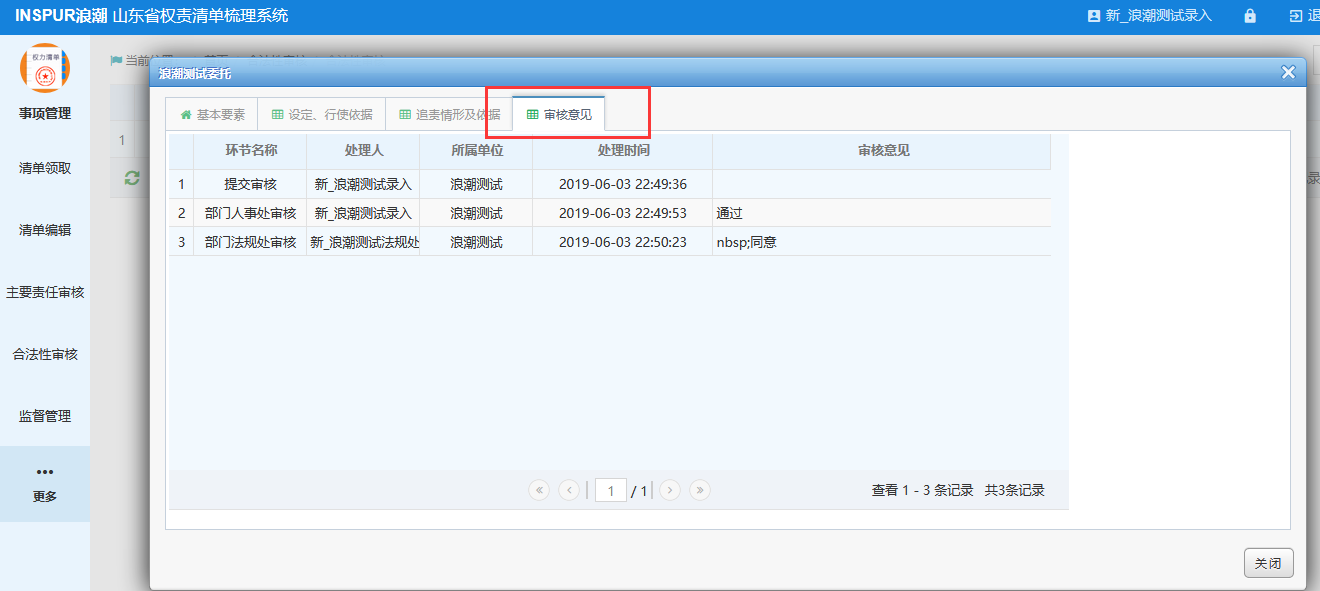 INSPUR浪潮 山东省权责清单梳理系统
新_浪潮测试录入
退
权力清单
事项管理
清单领取
清单编辑
主要责任审核
合法性审核
监督管理
更多
当前
1
录
浪潮测试委托
基本要素
设定、行使依据
追责情形及依据
审核意见
环节名称 处理人 所属单位 处理时间 审核意见
1 提交审核 新_浪潮测试录入 浪潮测试 2019-06-03 22:49:36
2 部门人事处审核 新_浪潮测试录入 浪潮测试 2019-06-03 22:49:53 通过
3 部门法规处审核 新_浪潮测试法规处 浪潮测试 2019-06-03 22:50:23 nbsp;同意
1 / 1
查看 1 - 3 条记录 共3条记录
关闭